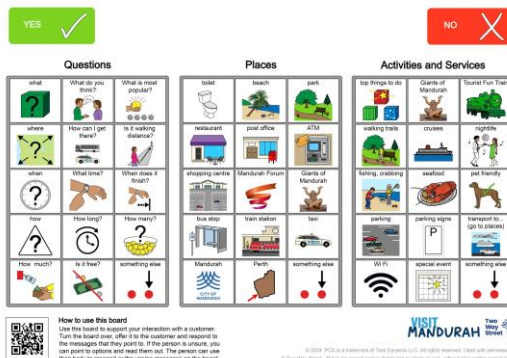 YES
NO
Questions
Places
Activities and Services
what
What do you
think?
What is most
popular?
toilet
beach
park
top things to do
Giants of
Mandurah
Tourist Fun Train
where
How can I get
there?
Is it walking
distance?
restaurant
post office
ATM
walking trails
cruises
nightlife
when
What time?
When does it
finish?
shopping centre
Mandurah Forum
Giants of
Mandurah
fishing, crabbing
seafood
pet friendly
how
How long?
How many?
bus stop
train station
taxi
parking
parking signs
P
transport to..
(go to places)
How much?
Is it free?
something else
Mandurah
CITY OF
MANDURAH
Perth
something else
Wi Fi
special event
something else
How to use this board
Use this board to support your interaction with a customer.
Turn the board over, offer it to the customer and respond to
the messages that they point to. If the person is unsure, you
can point to options and read them out. The person can use
VISIT
MANDURAH
Two
Way
Street